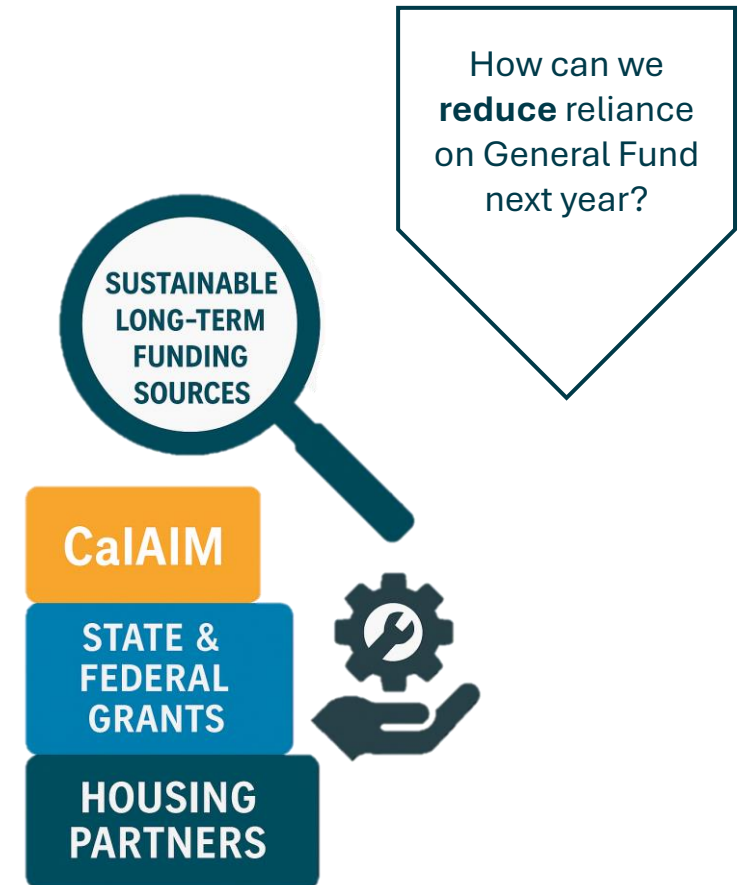 How can we
reduce reliance
on General Fund
next year?
SUSTAINABLE
LONG-TERM
FUNDING
SOURCES
CalAIM
STATE &
FEDERAL
GRANTS
HOUSING
PARTNERS